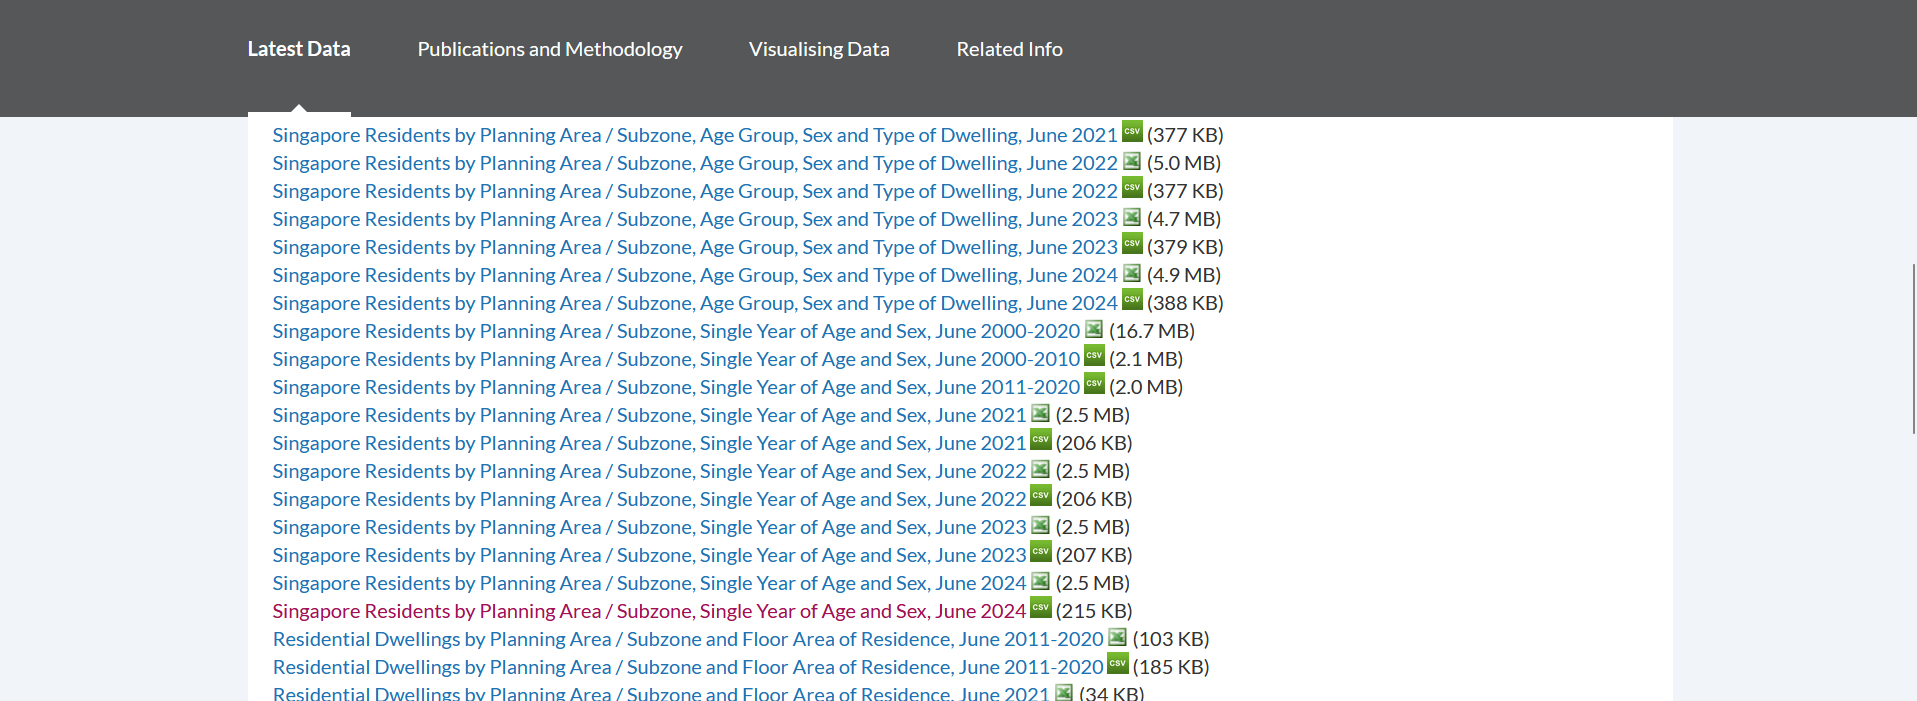 Latest Data Publications and Methodology Visualising Data Related Info
Singapore Residents by Planning Area / Subzone, Age Group, Sex and Type of Dwelling, June 2021 CSV (377 KB)
Singapore Residents by Planning Area / Subzone, Age Group, Sex and Type of Dwelling, June 2022 (5.0 MB)
Singapore Residents by Planning Area / Subzone, Age Group, Sex and Type of Dwelling, June 2022 CSV (377 KB)
Singapore Residents by Planning Area / Subzone, Age Group, Sex and Type of Dwelling, June 2023 (4.7 MB)
Singapore Residents by Planning Area / Subzone, Age Group, Sex and Type of Dwelling, June 2023 CSV (379 KB)
Singapore Residents by Planning Area / Subzone, Age Group, Sex and Type of Dwelling, June 2024 (4.9 MB)
Singapore Residents by Planning Area / Subzone, Age Group, Sex and Type of Dwelling, June 2024 CSV (388 KB)
Singapore Residents by Planning Area / Subzone, Single Year of Age and Sex, June 2000-2020 (16.7 MB)
Singapore Residents by Planning Area / Subzone, Single Year of Age and Sex, June 2000-2010 CSV (2.1 MB)
Singapore Residents by Planning Area / Subzone, Single Year of Age and Sex, June 2011-2020 CSV (2.0 MB)
Singapore Residents by Planning Area / Subzone, Single Year of Age and Sex, June 2021 (2.5 MB)
Singapore Residents by Planning Area / Subzone, Single Year of Age and Sex, June 2021 CSV (206 KB)
Singapore Residents by Planning Area / Subzone, Single Year of Age and Sex, June 2022 (2.5 MB)
Singapore Residents by Planning Area / Subzone, Single Year of Age and Sex, June 2022 CSV (206 KB)
Singapore Residents by Planning Area / Subzone, Single Year of Age and Sex, June 2023 (2.5 MB)
Singapore Residents by Planning Area / Subzone, Single Year of Age and Sex, June 2023 CSV (207 KB)
Singapore Residents by Planning Area / Subzone, Single Year of Age and Sex, June 2024 (2.5 MB)
Singapore Residents by Planning Area / Subzone, Single Year of Age and Sex, June 2024 CSV (215 KB)
Residential Dwellings by Planning Area / Subzone and Floor Area of Residence, June 2011-2020 (103 KB)
Residential Dwellings by Planning Area / Subzone and Floor Area of Residence, June 2011-2020 CSV (185 KB)
Residential Dwellings by Planning Area / Subzone and Floor Area of Residence, June 2021 (34 KB)